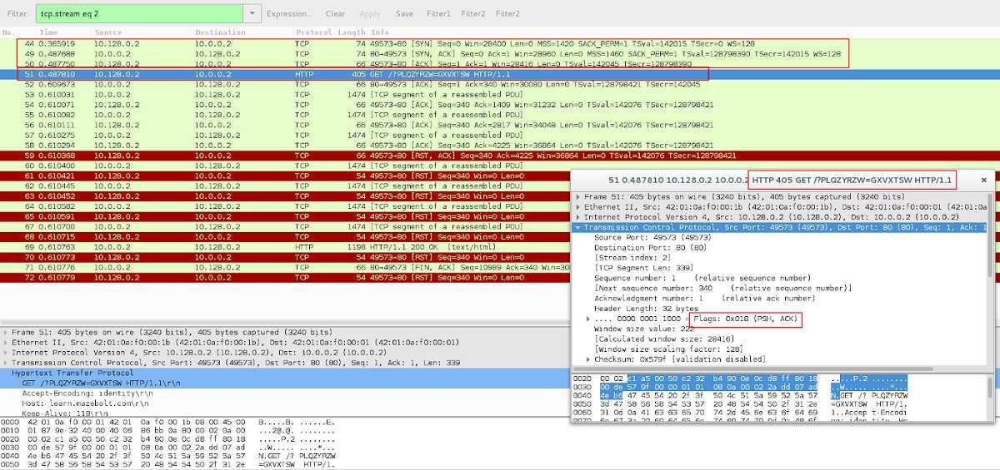 Filter: tcp.stream eq 2 Expression... Clear Apply Save Filter1 Filter2 Filter2
No. Time Source Destination Protocol Length Info
44 0.365919 10.128.0.2 10.0.0.2 TCP 74 49573→80 [SYN] Seq=0 Win=28400 Len=0 MSS=1420 SACK_PERM=1 TSval=142015 TSecr=0 WS=128
49 0.487688 10.0.0.2 10.128.0.2 TCP 74 80→49573 [SYN, ACK] Seq=0 Ack=1 Win=28960 Len=0 MSS=1460 SACK_PERM=1 TSval=128798390 TSecr=142015 WS=128
50 0.487750 10.128.0.2 10.0.0.2 TCP 66 49573→80 [ACK] Seq=1 Ack=1 Win=28416 Len=0 TSval=142045 TSecr=128798390
51 0.487810 10.128.0.2 10.0.0.2 HTTP 405 GET /?PLQZYRZW=GXVXTSW HTTP/1.1
52 0.609673 10.0.0.2 10.128.0.2 TCP 66 80→49573 [ACK] Seq=1 Ack=340 Win=30080 Len=0 TSval=128798421 TSecr=142045
53 0.610031 10.0.0.2 10.128.0.2 TCP 1474 [TCP segment of a reassembled PDU]
54 0.610071 10.128.0.2 10.0.0.2 TCP 66 49573→80 [ACK] Seq=340 Ack=1409 Win=31232 Len=0 TSval=142076 TSecr=128798421
55 0.610082 10.0.0.2 10.128.0.2 TCP 1474 [TCP segment of a reassembled PDU]
56 0.610111 10.128.0.2 10.0.0.2 TCP 66 49573→80 [ACK] Seq=340 Ack=2817 Win=34048 Len=0 TSval=142076 TSecr=128798421
57 0.610275 10.0.0.2 10.128.0.2 TCP 1474 [TCP segment of a reassembled PDU]
58 0.610294 10.128.0.2 10.0.0.2 TCP 66 49573→80 [ACK] Seq=340 Ack=4225 Win=36864 Len=0 TSval=142076 TSecr=128798421
59 0.610368 10.128.0.2 10.0.0.2 TCP 66 49573→80 [RST, ACK] Seq=340 Ack=4225 Win=36864 Len=0 TSval=142076 TSecr=128798421
60 0.610400 10.0.0.2 10.128.0.2 TCP 1474 [TCP segment of a reassembled PDU]
61 0.610421 10.128.0.2 10.0.0.2 TCP 54 49573→80 [RST] Seq=340 Win=0 Len=0
62 0.610445 10.0.0.2 10.128.0.2 TCP 1474 [TCP segment of a reassembled PDU]
63 0.610452 10.128.0.2 10.0.0.2 TCP 54 49573→80 [RST] Seq=340 Win=0 Len=0
64 0.610582 10.0.0.2 10.128.0.2 TCP 1474 [TCP segment of a reassembled PDU]
65 0.610591 10.128.0.2 10.0.0.2 TCP 54 49573→80 [RST] Seq=340 Win=0 Len=0
67 0.610708 10.0.0.2 10.128.0.2 TCP 1474 [TCP segment of a reassembled PDU]
68 0.610715 10.128.0.2 10.0.0.2 TCP 54 49573→80 [RST] Seq=340 Win=0 Len=0
69 0.610763 10.0.0.2 10.128.0.2 HTTP 1198 HTTP/1.1 200 OK (text/html)
70 0.610773 10.128.0.2 10.0.0.2 TCP 54 49573→80 [RST] Seq=340 Win=0 Len=0
71 0.610776 10.0.0.2 10.128.0.2 TCP 66 80→49573 [FIN, ACK] Seq=10989 Ack=340 Win=30
72 0.610779 10.128.0.2 10.0.0.2 TCP 54 49573→80 [RST] Seq=340 Win=0 Len=0
Frame 51: 405 bytes on wire (3240 bits), 405 bytes captured (3240 bits)
Ethernet II, Src: 42:01:0a:f0:00:1b (42:01:0a:f0:00:1b), Dst: 42:01:0a:f0:00:01 (42:01:0a:f0:00:01)
Internet Protocol Version 4, Src: 10.128.0.2 (10.128.0.2), Dst: 10.0.0.2 (10.0.0.2)
Transmission Control Protocol, Src Port: 49573 (49573), Dst Port: 80 (80), Seq: 1, Ack: 1, Len: 339
Hypertext Transfer Protocol
GET /?PLQZYRZW=GXVXTSW HTTP/1.1\r\n
Accept-Encoding: identity\r\n
Host: learn.mazebolt.com\r\n
Keep-Alive: 118\r\n
0000 42 01 0a f0 00 01 42 01 0a f0 00 1b 08 00 45 00 B.....B. ......E.
0010 01 87 9e 32 40 00 40 06 86 bb 0a 80 00 02 0a 00 ...2@.@. ........
0020 00 02 c1 a5 00 50 c2 32 b4 90 0e 0c d8 ff 80 18 .....P.2 ........
0030 00 de 57 9f 00 00 01 01 08 0a 00 02 2a dd 07 ad ..W..... ....*...
0040 4e b6 47 45 54 20 2f 3f 50 4c 51 5a 59 52 5a 57 N.GET /? PLQZYRZW
0050 3d 47 58 56 58 54 53 57 20 48 54 54 50 2f 31 2e =GXVXTSW HTTP/1.
51 0.487810 10.128.0.2 10.0.0.2 HTTP 405 GET /?PLQZYRZW=GXVXTSW HTTP/1.1 ×
Frame 51: 405 bytes on wire (3240 bits), 405 bytes captured (3240 bits)
Ethernet II, Src: 42:01:0a:f0:00:1b (42:01:0a:f0:00:1b), Dst: 42:01:0a:f0:00:01 (42:01:0a
Internet Protocol Version 4, Src: 10.128.0.2 (10.128.0.2), Dst: 10.0.0.2 (10.0.0.2)
Transmission Control Protocol, Src Port: 49573 (49573), Dst Port: 80 (80), Seq: 1, Ack: 1
Source Port: 49573 (49573)
Destination Port: 80 (80)
[Stream index: 2]
[TCP Segment Len: 339]
Sequence number: 1 (relative sequence number)
[Next sequence number: 340 (relative sequence number)]
Acknowledgment number: 1 (relative ack number)
Header Length: 32 bytes
.... 0000 0001 1000 = Flags: 0x018 (PSH, ACK)
Window size value: 222
[Calculated window size: 28416]
[Window size scaling factor: 128]
Checksum: 0x579f [validation disabled]
0020 00 02 c1 a5 00 50 c2 32 b4 90 0e 0c d8 ff 80 18 .....P.2 ........
0030 00 de 57 9f 00 00 01 01 08 0a 00 02 2a dd 07 ad ..W..... ....*...
0040 4e b6 47 45 54 20 2f 3f 50 4c 51 5a 59 52 5a 57 N.GET /? PLQZYRZW
0050 3d 47 58 56 58 54 53 57 20 48 54 54 50 2f 31 2e =GXVXTSW HTTP/1.
0060 31 0d 0a 41 63 63 65 70 74 2d 45 6e 63 6f 64 69 1..Accep t-Encodi